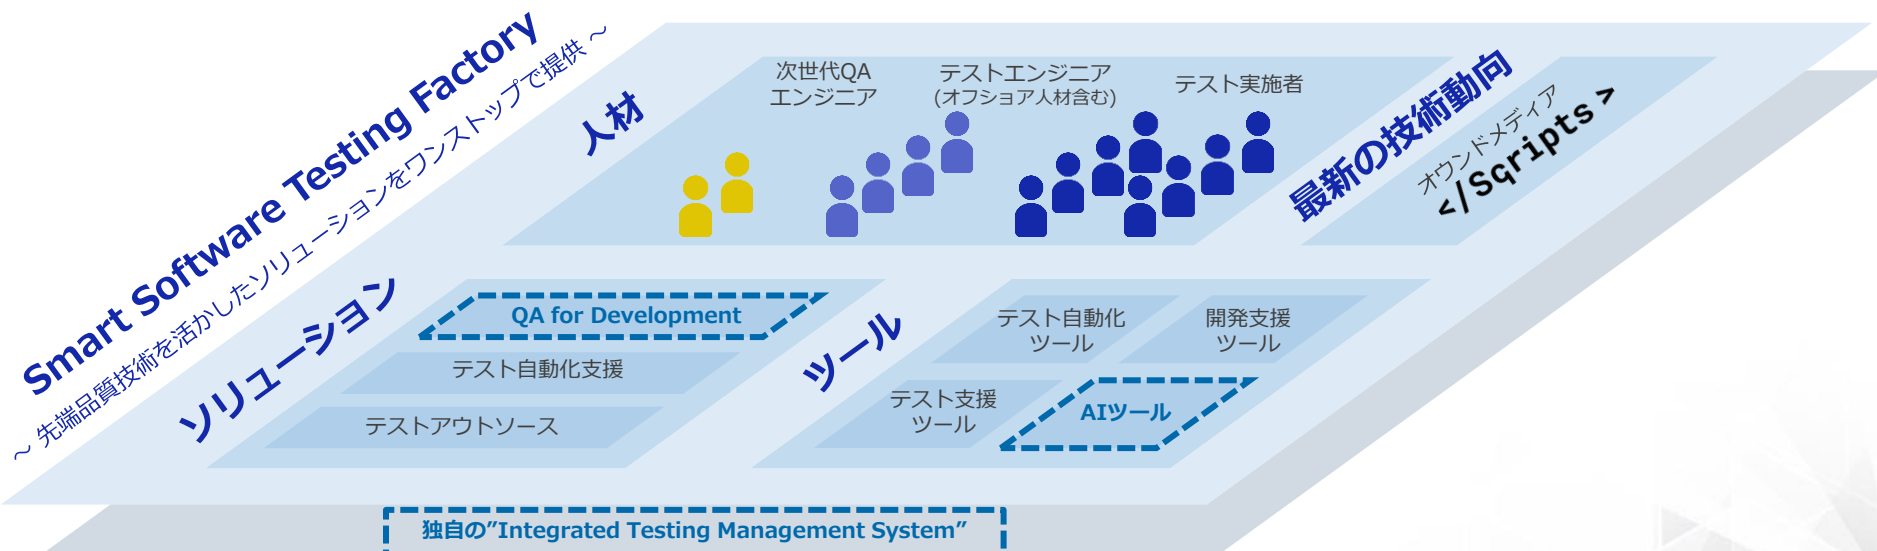 Smart Software Testing Factory
～ 先端品質技術を活かしたソリューションをワンストップで提供 ～
人材
次世代QA
エンジニア
テストエンジニア
(オフショア人材含む)
テスト実施者
最新の技術動向
オウンドメディア
</Sqripts>
ソリューション
QA for Development
テスト自動化支援
テストアウトソース
ツール
テスト自動化
ツール
開発支援
ツール
テスト支援
ツール
AIツール
独自の”Integrated Testing Management System”